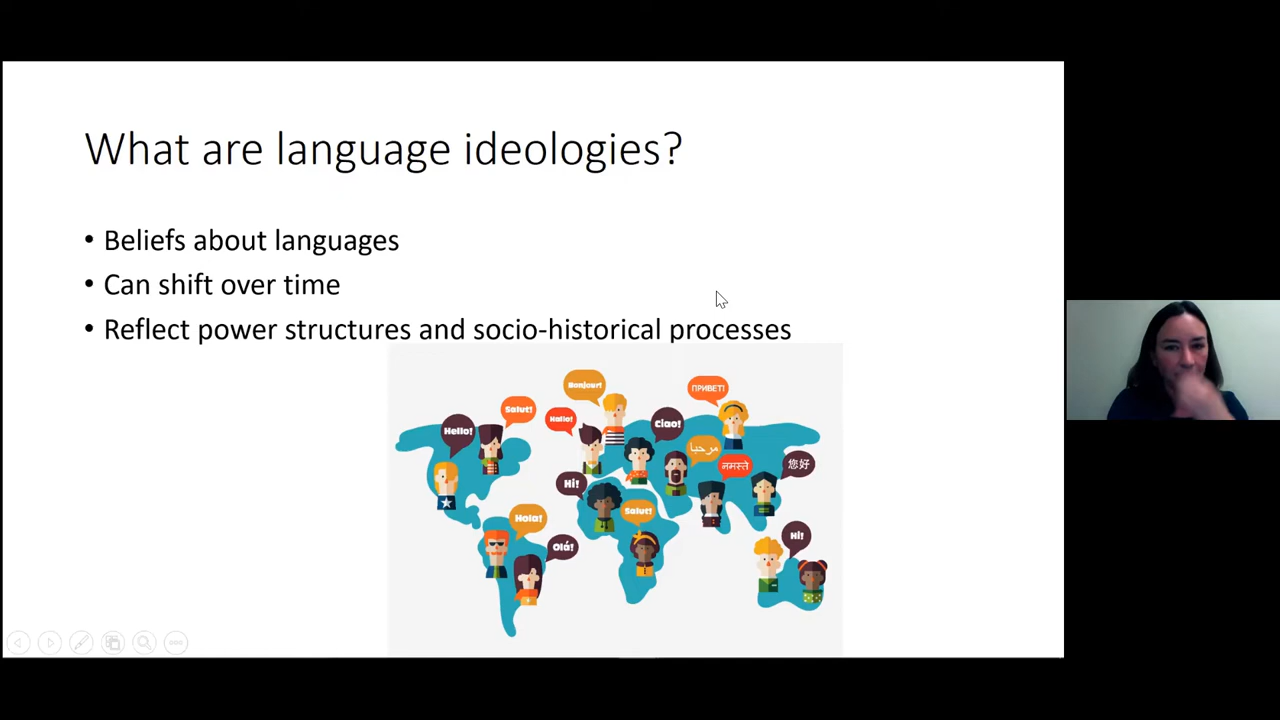 What are language ideologies?
• Beliefs about languages
• Can shift over time
• Reflect power structures and socio-historical processes
Bonjour!
ПРИВЕТ!
Salut!
Hallo!
Ciao!
Hello!
مرحبا
नमस्ते
您好
Hi!
Salut!
Hola!
Olá!
Hi!